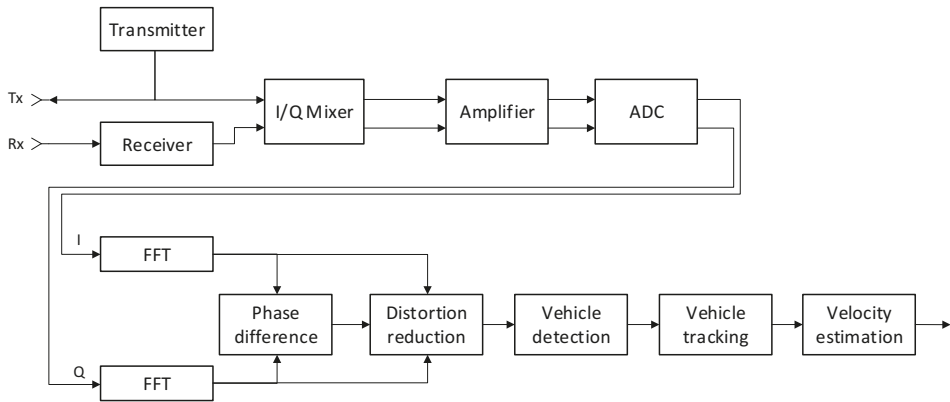 Transmitter
Tx
I/Q Mixer
Amplifier
ADC
Rx
Receiver
I
FFT
Phase
difference
Distortion
reduction
Vehicle
detection
Vehicle
tracking
Velocity
estimation
Q
FFT